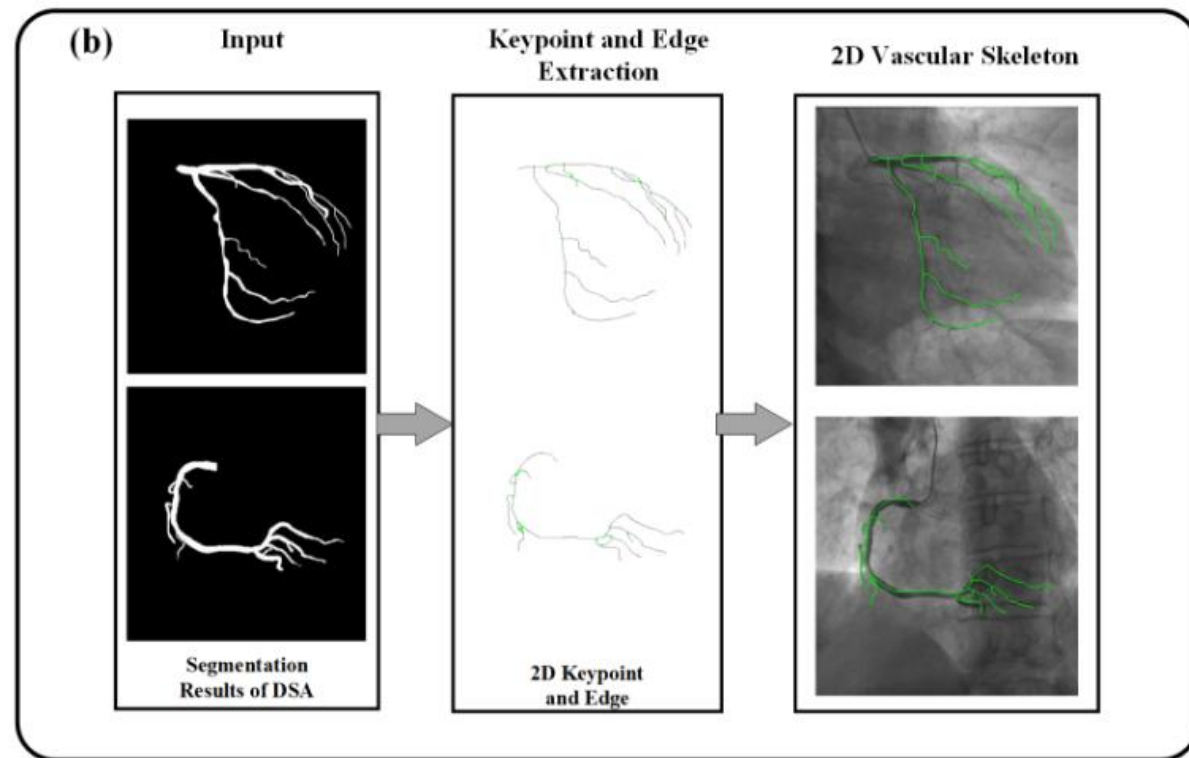 (b)
Input
Keypoint and Edge
Extraction
2D Vascular Skeleton
Segmentation
Results of DSA
2D Keypoint
and Edge